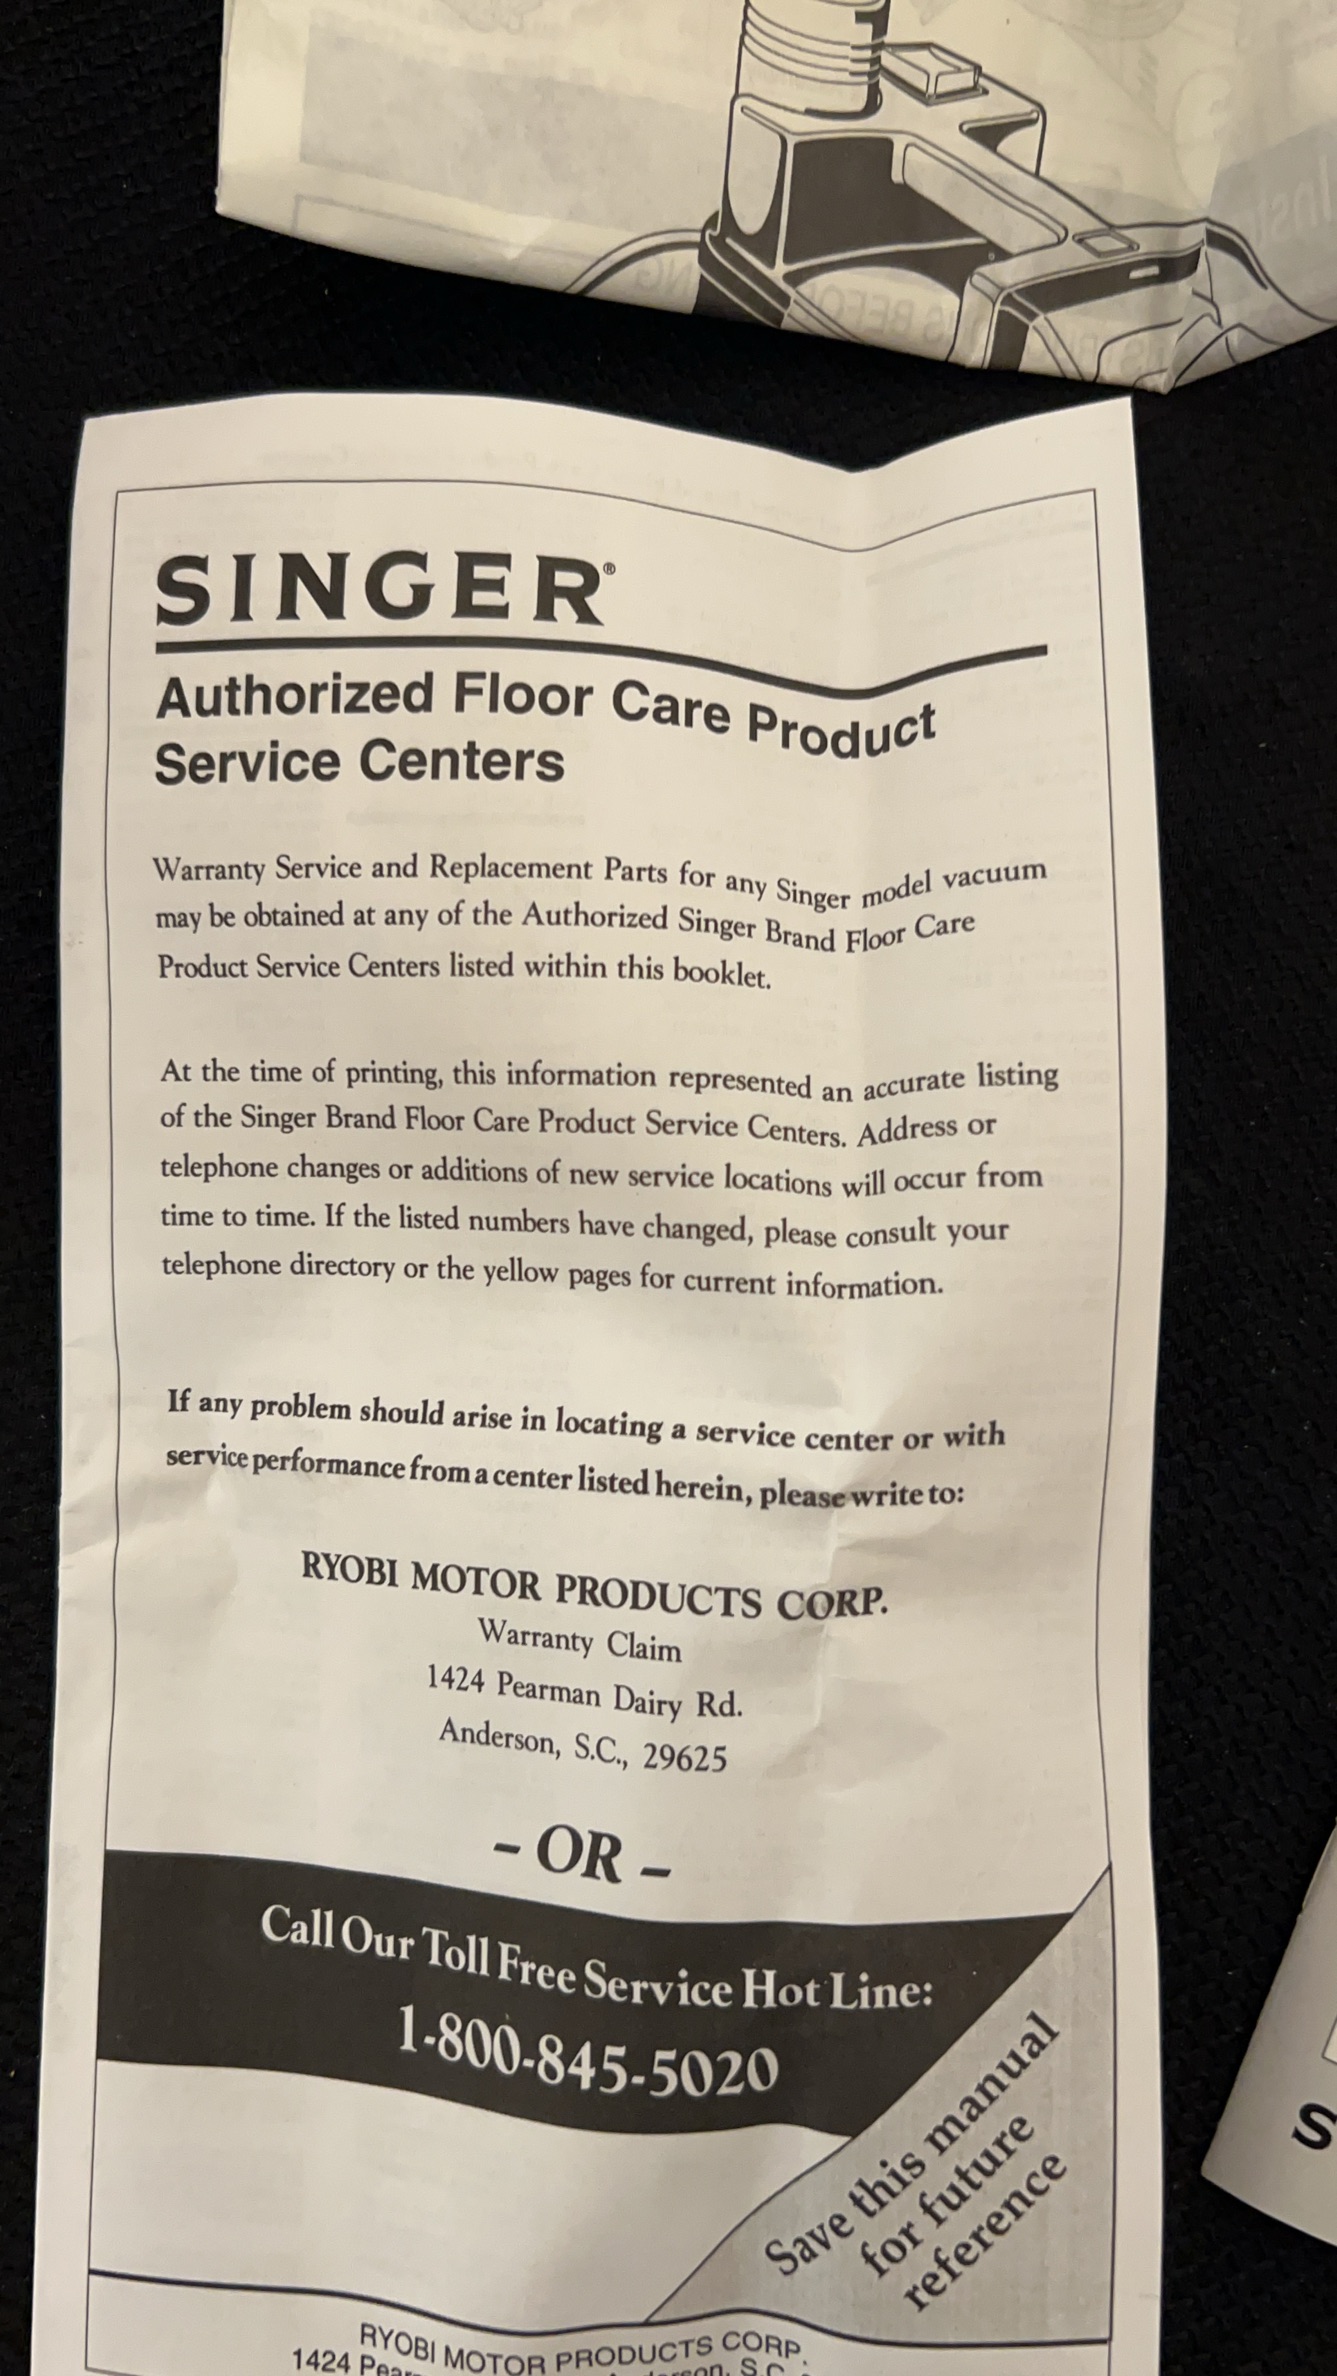 SINGER®
Authorized Floor Care Product
Service Centers
Warranty Service and Replacement Parts for any Singer model vacuum
may be obtained at any of the Authorized Singer Brand Floor Care
Product Service Centers listed within this booklet.
At the time of printing, this information represented an accurate listing
of the Singer Brand Floor Care Product Service Centers. Address or
telephone changes or additions of new service locations will occur from
time to time. If the listed numbers have changed, please consult your
telephone directory or the yellow pages for current information.
If any problem should arise in locating a service center or with
service performance from a center listed herein, please write to:
RYOBI MOTOR PRODUCTS CORP.
Warranty Claim
1424 Pearman Dairy Rd.
Anderson, S.C., 29625
– OR –
Call Our Toll Free Service Hot Line:
1-800-845-5020
Save this manual
for future
reference
RYOBI MOTOR PRODUCTS CORP.
1424
S.C.
S